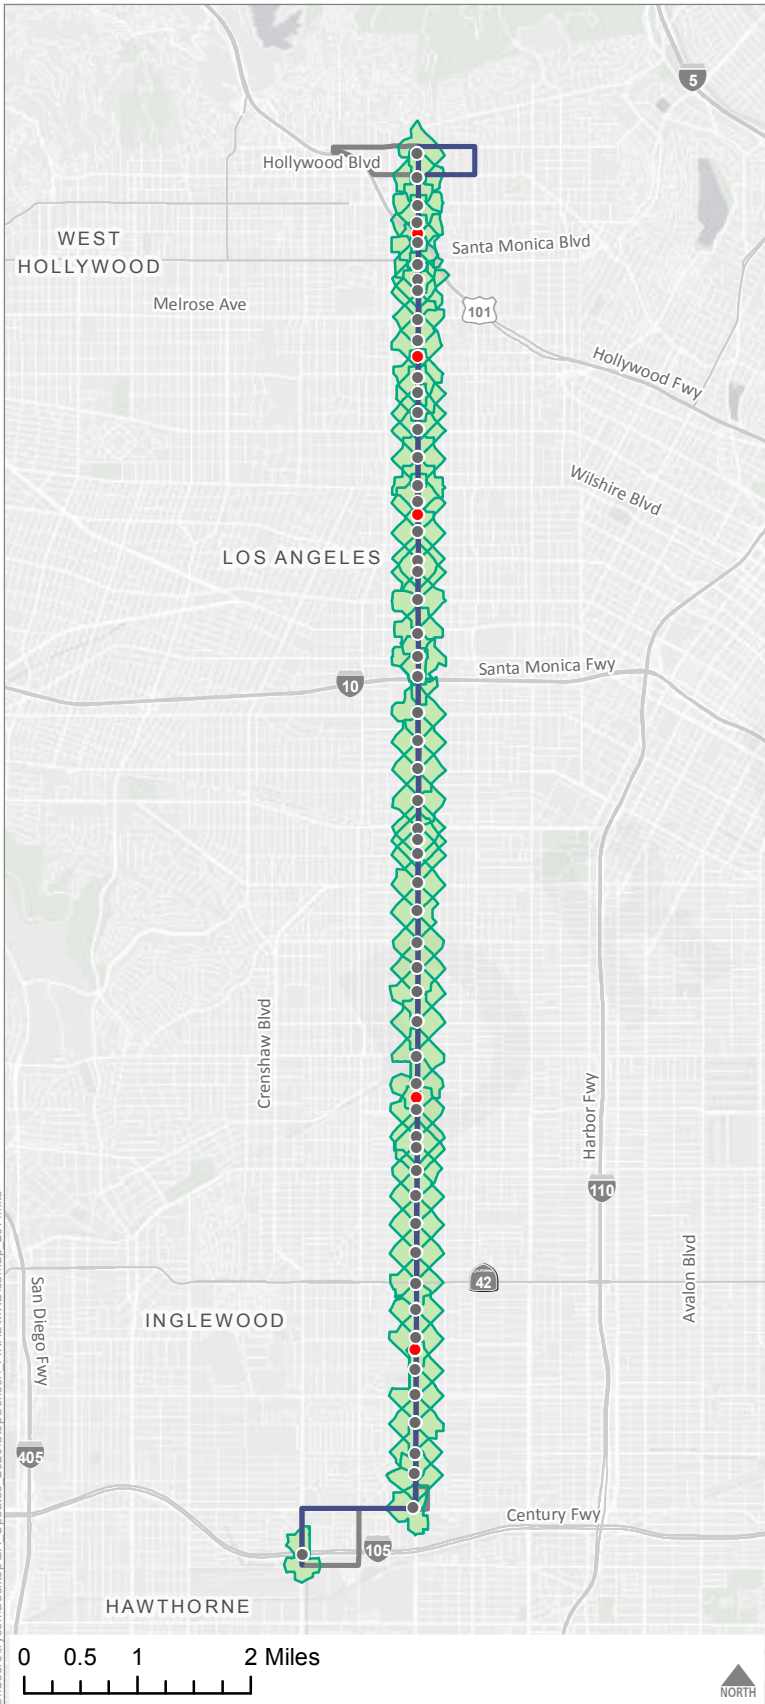 5
Hollywood Blvd
WEST
HOLLYWOOD
Santa Monica Blvd
Melrose Ave
101
Hollywood Fwy
Wilshire Blvd
LOS ANGELES
Santa Monica Fwy
10
Crenshaw Blvd
Harbor Fwy
110
Avalon Blvd
42
San Diego Fwy
INGLEWOOD
405
Century Fwy
105
HAWTHORNE
0 0.5 1 2 Miles
NORTH